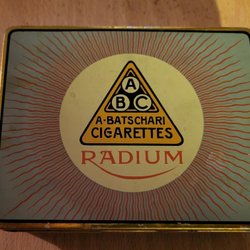 A
B C
A-BATSCHARI
CIGARETTES
RADIUM